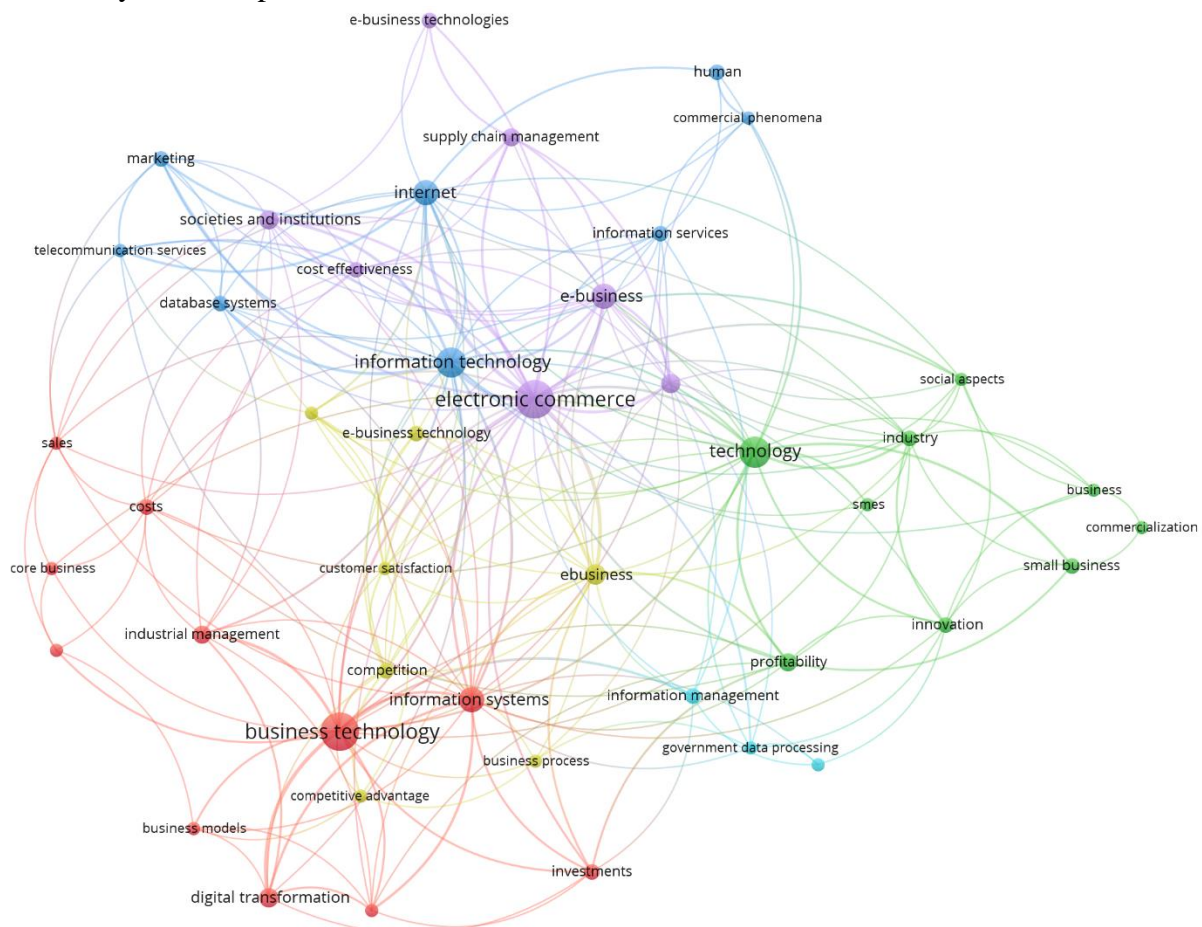 e-business technologies
human
commercial phenomena
supply chain management
marketing
internet
societies and institutions
information services
telecommunication services
cost effectiveness
e-business
database systems
information technology
social aspects
electronic commerce
e-business technology
industry
sales
technology
business
smes
costs
commercialization
core business
customer satisfaction
ebusiness
small business
innovation
industrial management
profitability
competition
information management
information systems
business technology
government data processing
business process
competitive advantage
business models
investments
digital transformation